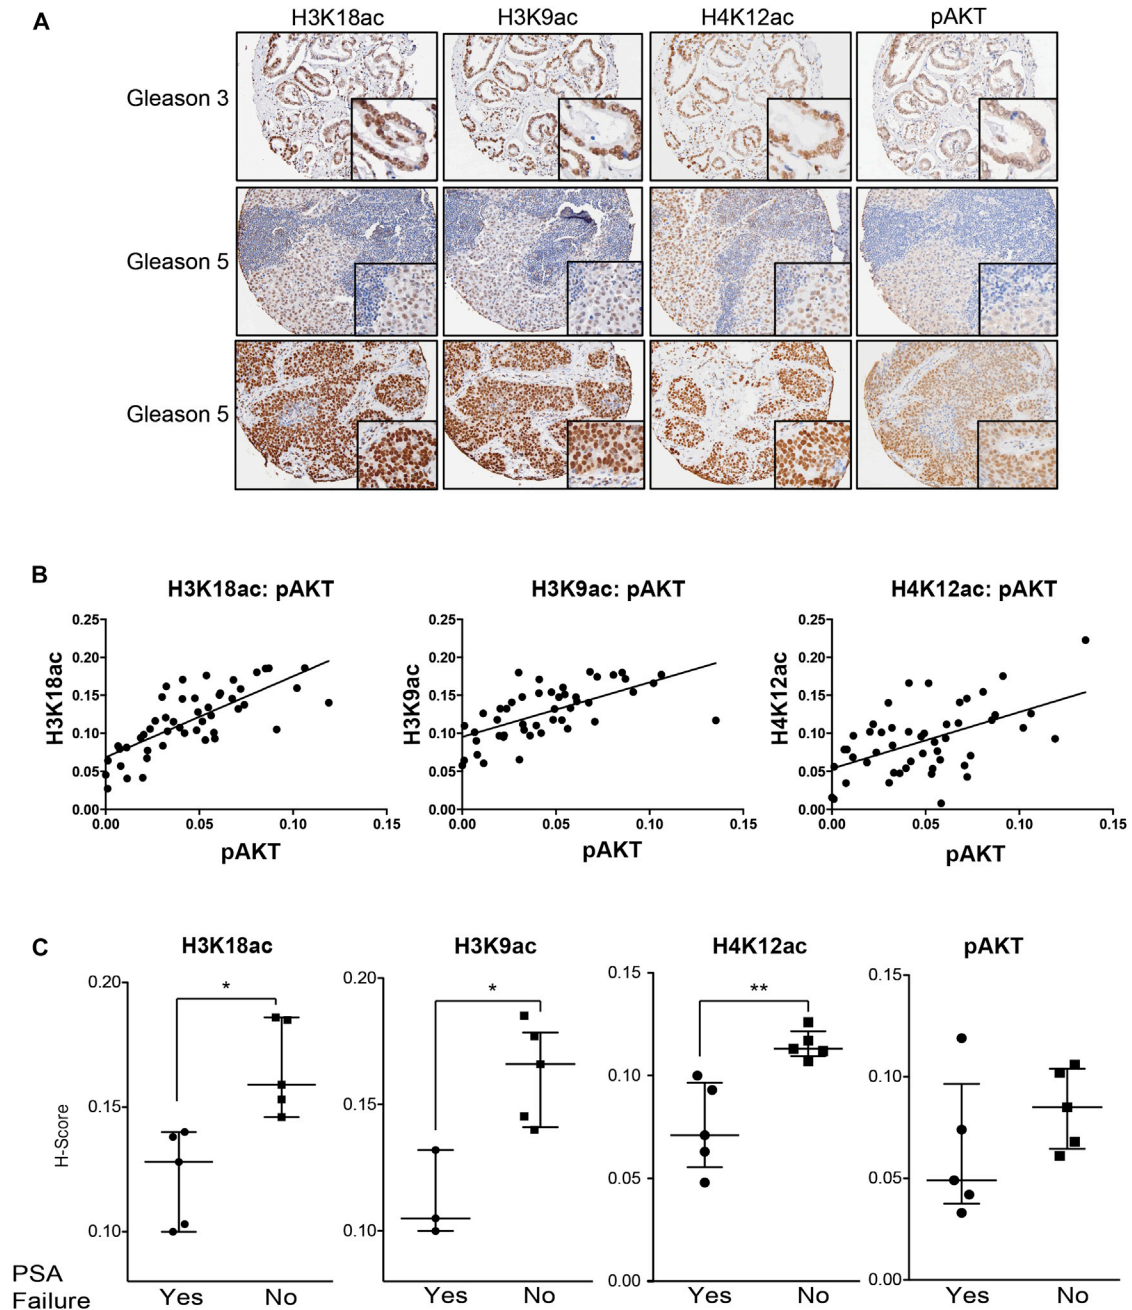 A
H3K18ac H3K9ac H4K12ac pAKT
Gleason 3
Gleason 5
Gleason 5
B
H3K18ac: pAKT H3K9ac: pAKT H4K12ac: pAKT
H3K18ac
0.25
0.20
0.15
0.10
0.05
0.00
0.00 0.05 0.10 0.15
pAKT
H3K9ac
0.25
0.20
0.15
0.10
0.05
0.00
0.00 0.05 0.10 0.15
pAKT
H4K12ac
0.25
0.20
0.15
0.10
0.05
0.00
0.00 0.05 0.10 0.15
pAKT
C
H3K18ac H3K9ac H4K12ac pAKT
H-Score
0.20
0.15
0.10
*
0.20
0.15
0.10
*
0.15
0.10
0.05
0.00
**
0.15
0.10
0.05
0.00
PSA
Failure Yes No Yes No Yes No Yes No